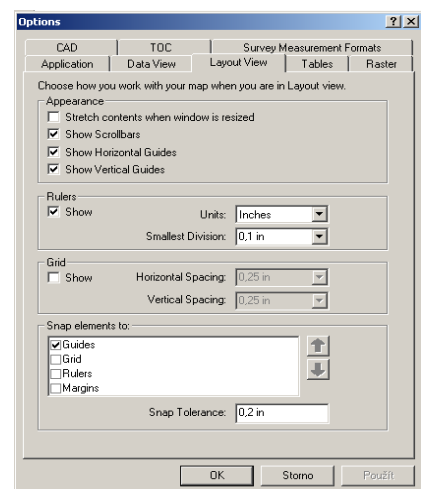 Options
CAD TOC Survey Measurement Formats
Application Data View Layout View Tables Raster
Choose how you work with your map when you are in Layout view.
Appearance
Stretch contents when window is resized
Show Scrollbars
Show Horizontal Guides
Show Vertical Guides
Rulers
Show Units: Inches
Smallest Division: 0,1 in
Grid
Show Horizontal Spacing: 0,25 in
Vertical Spacing: 0,25 in
Snap elements to:
Guides
Grid
Rulers
Margins
Snap Tolerance: 0,2 in
OK Storno Použít